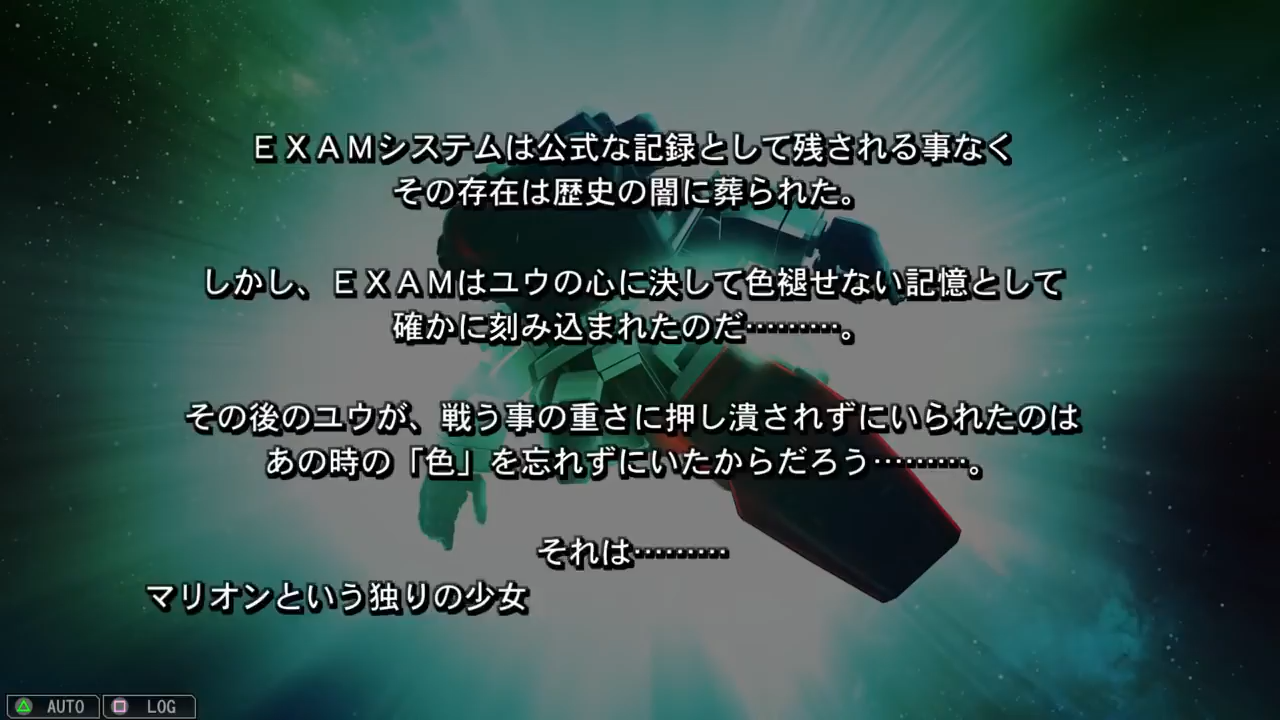 ＥＸＡＭシステムは公式な記録として残される事なく
その存在は歴史の闇に葬られた。
しかし、ＥＸＡＭはユウの心に決して色褪せない記憶として
確かに刻み込まれたのだ………。
その後のユウが、戦う事の重さに押し潰されずにいられたのは
あの時の「色」を忘れずにいたからだろう………。
それは………
マリオンという独りの少女
AUTO LOG